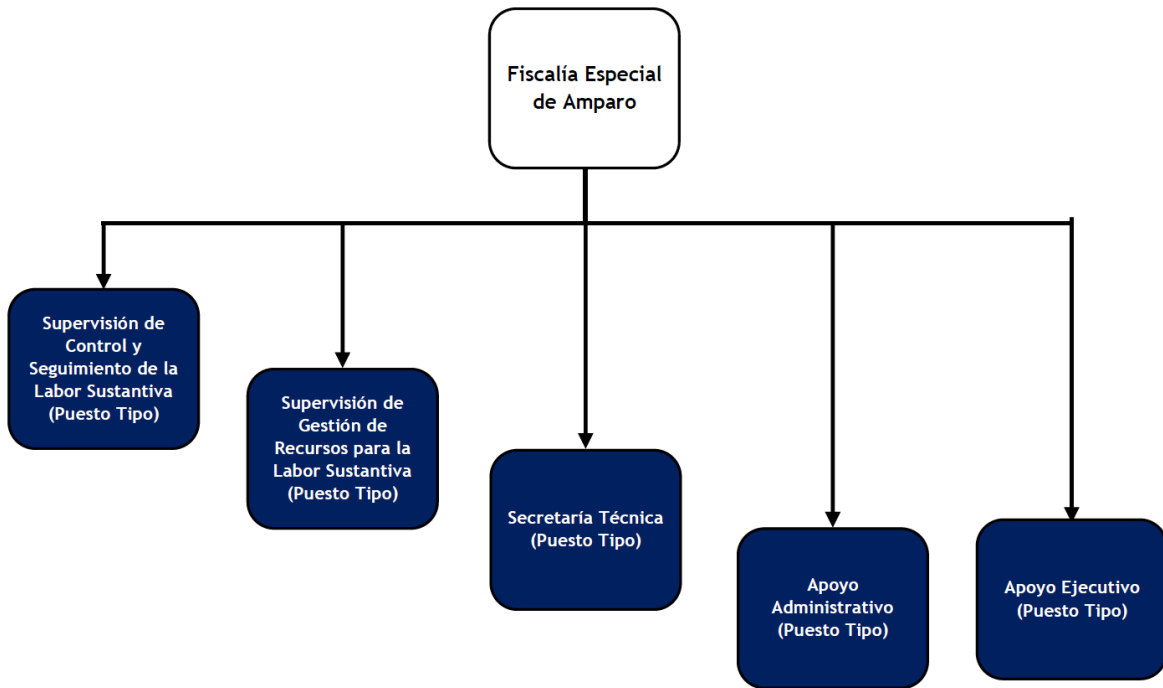 Fiscalía Especial
de Amparo
Supervisión de
Control y
Seguimiento de la
Labor Sustantiva
(Puesto Tipo)
Supervisión de
Gestión de
Recursos para la
Labor Sustantiva
(Puesto Tipo)
Secretaría Técnica
(Puesto Tipo)
Apoyo
Administrativo
(Puesto Tipo)
Apoyo Ejecutivo
(Puesto Tipo)